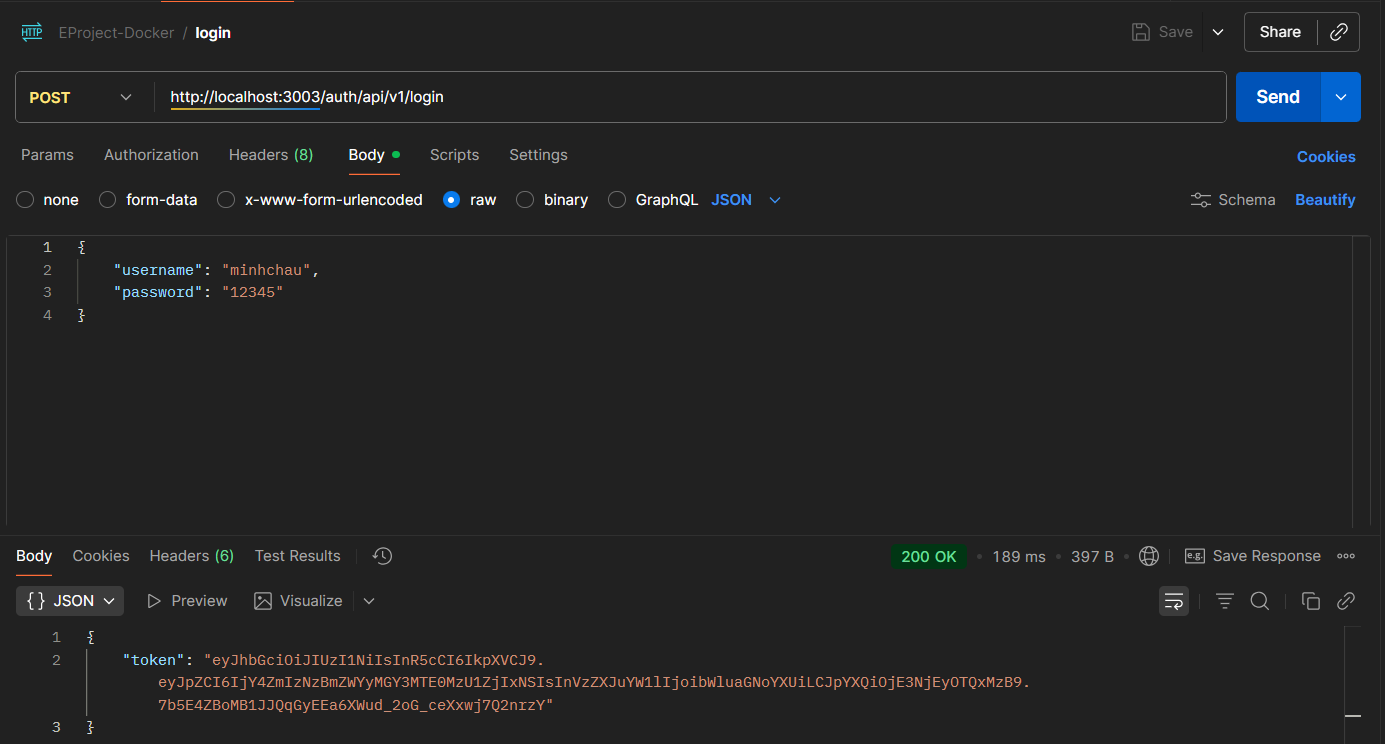 HTTP EProject-Docker / login Save Share
POST http://localhost:3003/auth/api/v1/login Send
Params Authorization Headers (8) Body Scripts Settings Cookies
none form-data x-www-form-urlencoded raw binary GraphQL JSON Schema Beautify
1 {
2 "username": "minhchau",
3 "password": "12345"
4 }
Body Cookies Headers (6) Test Results 200 OK 189 ms 397 B e.g. Save Response
{} JSON Preview Visualize
1 {
2 "token": "eyJhbGciOiJIUzI1NiIsInR5cCI6IkpXVCJ9.
eyJpZCI6IjY4ZmIzNzBmZWYyMGY3MTE0MzU1ZjIxNSIsInVzZXJuYW1lIjoibWluaGNoYXUiLCJpYXQiOjE3NjEyOTQxMzB9.
7b5E4ZBoMB1JJQqGyEEa6XWud_2oG_ceXxwj7Q2nrzY"
3 }